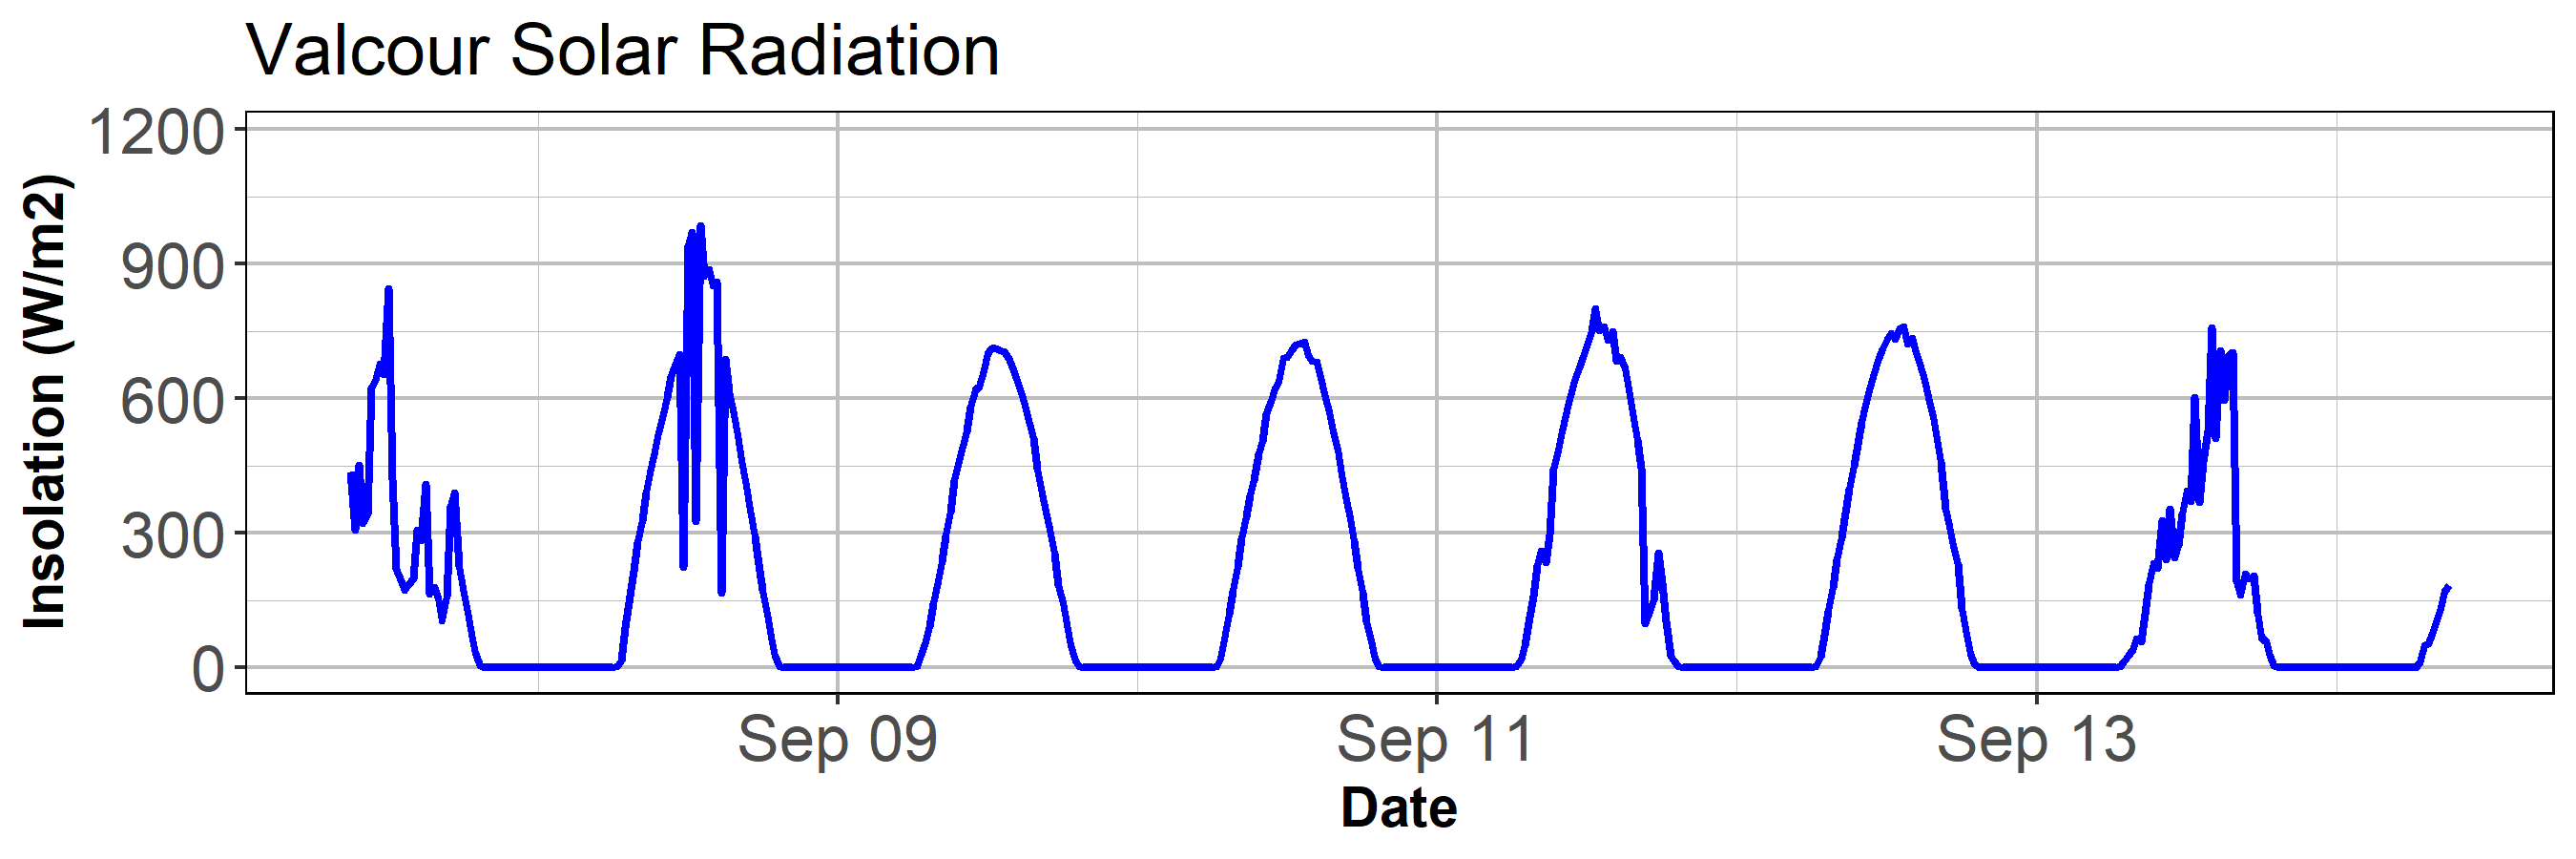 Valcour Solar Radiation
1200
900
600
300
0
Insolation (W/m2)
Sep 09
Sep 11
Sep 13
Date